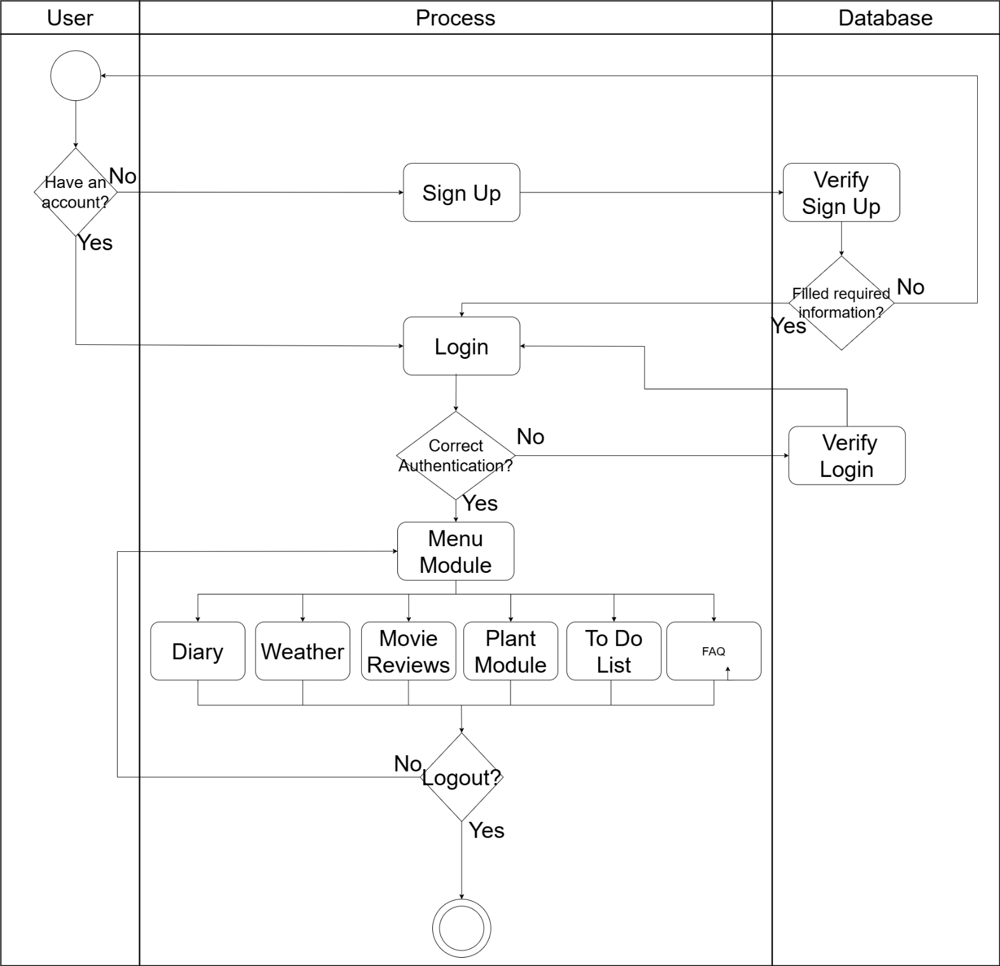 User
Process
Database
Have an
account?
No
Yes
Sign Up
Verify
Sign Up
Filled required
information?
No
Yes
Login
Correct
Authentication?
No
Yes
Verify
Login
Menu
Module
Diary
Weather
Movie
Reviews
Plant
Module
To Do
List
FAQ
Logout?
No
Yes